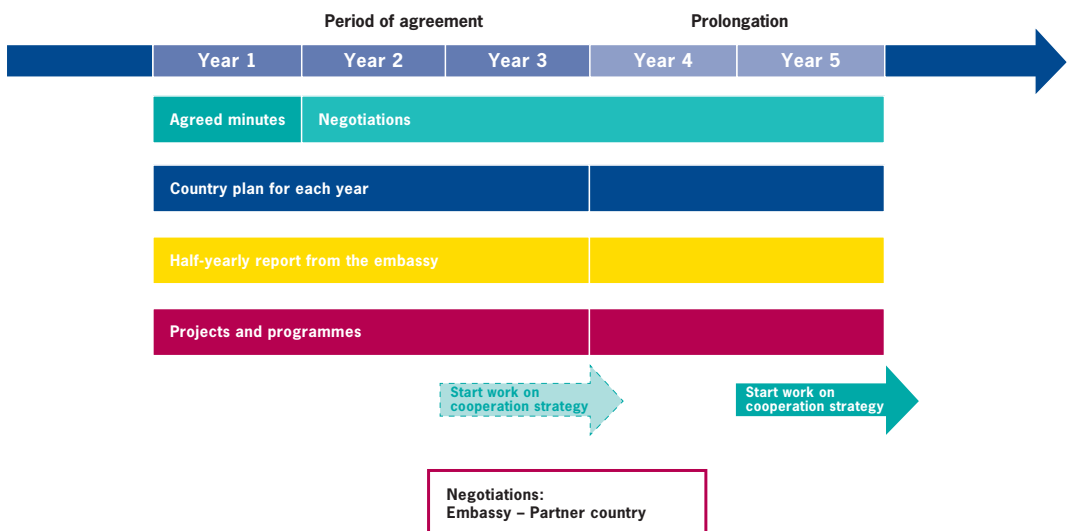 Period of agreement
Prolongation
Year 1
Year 2
Year 3
Year 4
Year 5
Agreed minutes
Negotiations
Country plan for each year
Half-yearly report from the embassy
Projects and programmes
Start work on
cooperation strategy
Start work on
cooperation strategy
Negotiations:
Embassy – Partner country